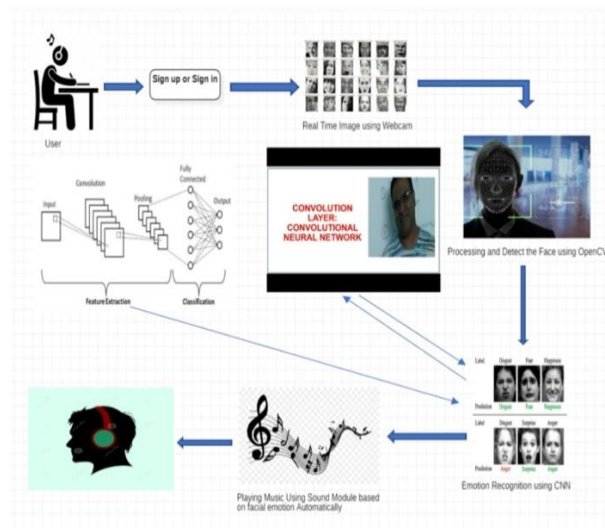 Sign up or Sign in
User
Real Time Image using Webcam
Fully
Connected
Convolution
Pooling
Input
Output
Feature Extraction
Classification
CONVOLUTION
LAYER:
CONVOLUTIONAL
NEURAL NETWORK
Processing and Detect the Face using OpenCV
Label Disgust Fear Happiness
Prediction Disgust Fear Happiness
Label Disgust Surprise Anger
Prediction Anger Surprise Anger
Emotion Recognition using CNN
Playing Music Using Sound Module based
on facial emotion Automatically